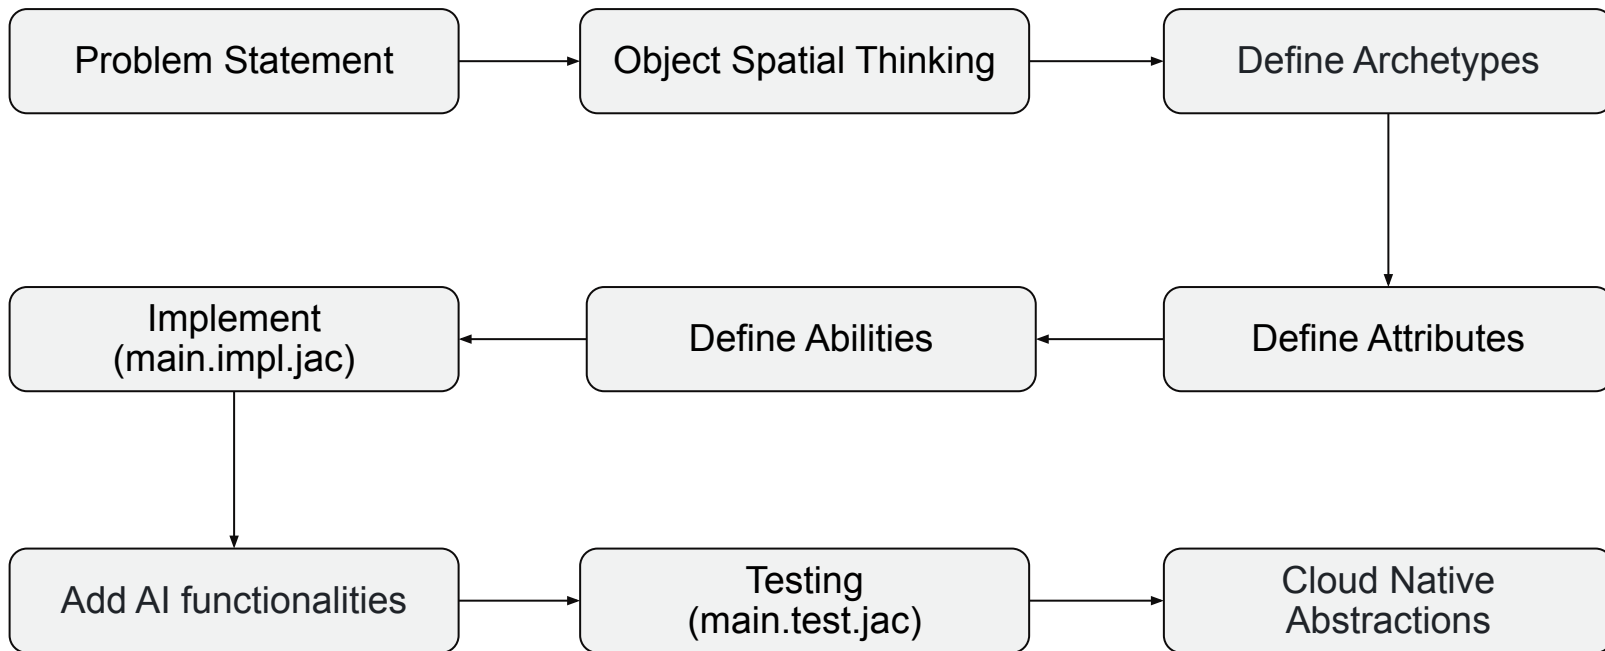 Problem Statement
Object Spatial Thinking
Define Archetypes
Implement
(main.impl.jac)
Define Abilities
Define Attributes
Add AI functionalities
Testing
(main.test.jac)
Cloud Native
Abstractions